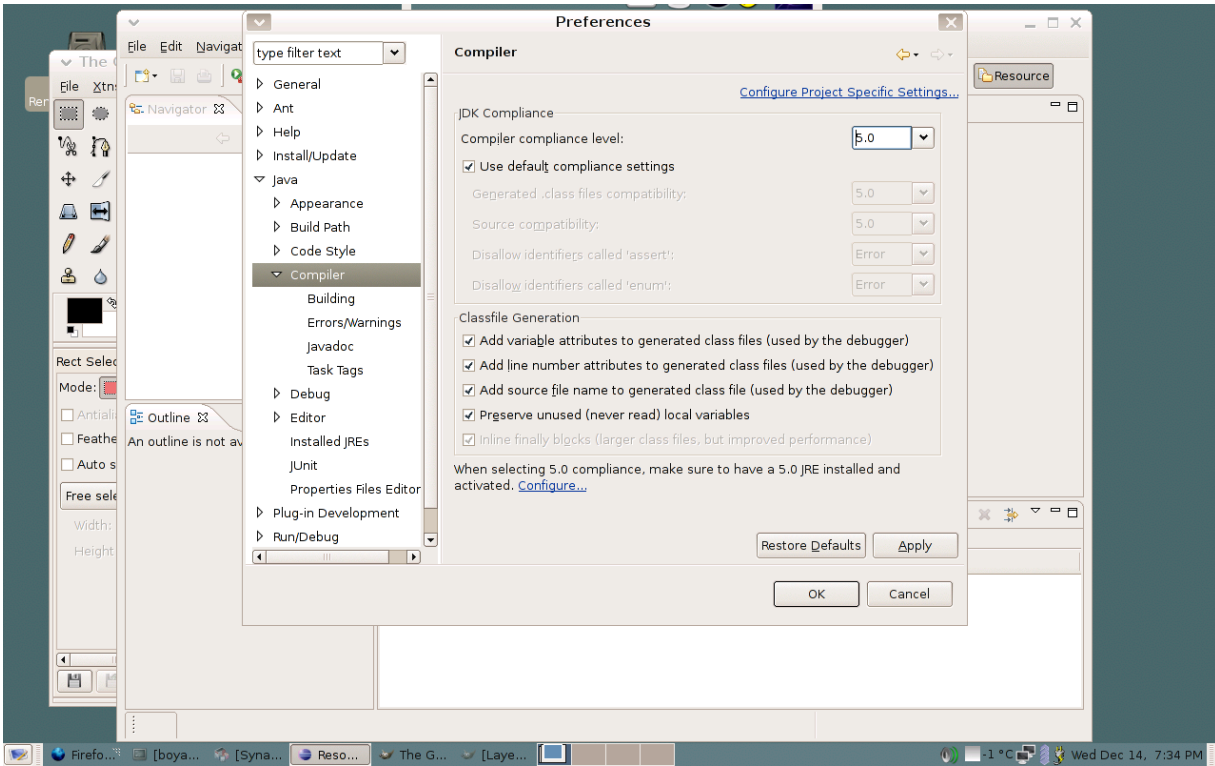 Preferences
The
File Edit Navigat
type filter text
Compiler
File Xtns
Resource
Configure Project Specific Settings...
Navigator
General
Ant
Help
Install/Update
Java
Appearance
Build Path
Code Style
Compiler
Building
Errors/Warnings
Javadoc
Task Tags
Debug
Editor
Installed JREs
JUnit
Properties Files Editor
Plug-in Development
Run/Debug
JDK Compliance
Compiler compliance level: 5.0
Use default compliance settings
Generated .class files compatibility: 5.0
Source compatibility: 5.0
Disallow identifiers called 'assert': Error
Disallow identifiers called 'enum': Error
Classfile Generation
Add variable attributes to generated class files (used by the debugger)
Add line number attributes to generated class files (used by the debugger)
Add source file name to generated class file (used by the debugger)
Preserve unused (never read) local variables
Inline finally blocks (larger class files, but improved performance)
When selecting 5.0 compliance, make sure to have a 5.0 JRE installed and
activated. Configure...
Restore Defaults Apply
OK Cancel
Rect Selec
Mode:
Antiali
Feathe
Auto s
Free sele
Width:
Height
Outline
An outline is not av
Firefo... [boya... [Syna... Reso... The G... [Laye... -1 °C Wed Dec 14, 7:34 PM